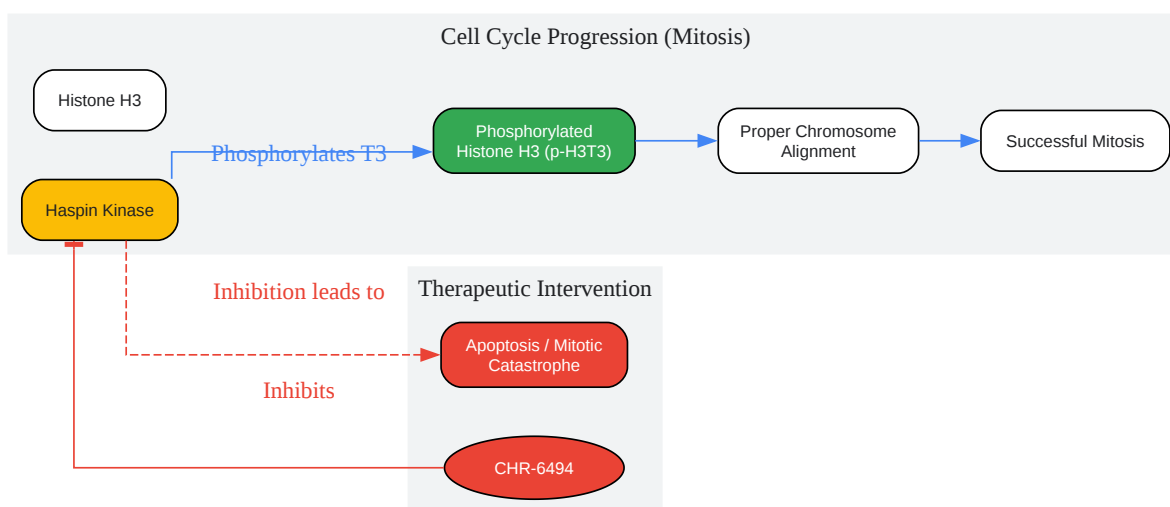 Cell Cycle Progression (Mitosis)
Histone H3
Phosphorylates T3
Phosphorylated
Histone H3 (p-H3T3)
Proper Chromosome
Alignment
Successful Mitosis
Haspin Kinase
Inhibition leads to
Therapeutic Intervention
Apoptosis / Mitotic
Catastrophe
Inhibits
CHR-6494